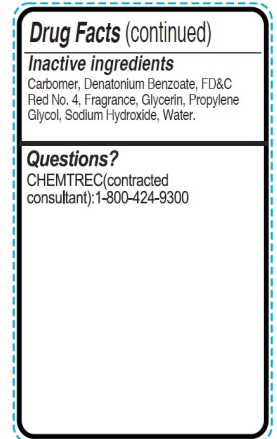 Drug Facts (continued)
Inactive ingredients
Carbomer, Denatonium Benzoate, FD&C
Red No. 4, Fragrance, Glycerin, Propylene
Glycol, Sodium Hydroxide, Water.
Questions?
CHEMTREC(contracted
consultant):1-800-424-9300